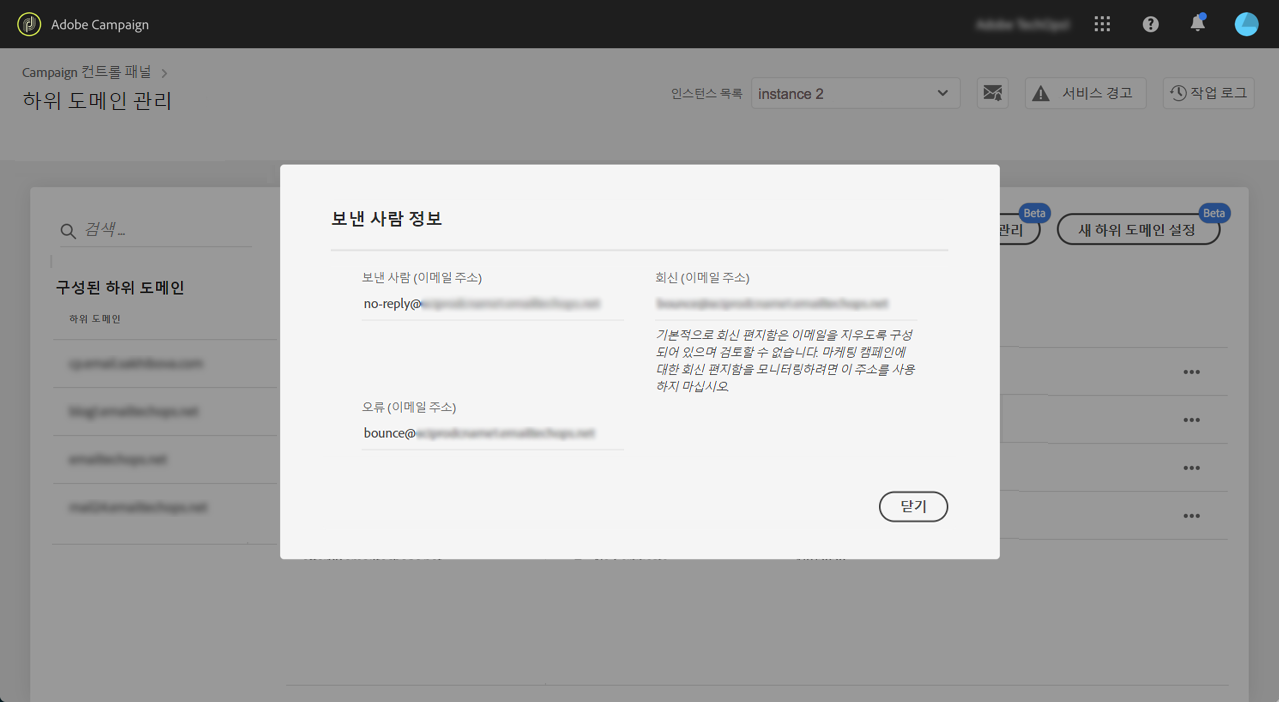 Adobe Campaign
Campaign 컨트롤 패널
하위 도메인 관리
인스턴스 목록
instance 2
서비스 경고
작업 로그
검색 ...
관리
Beta
새 하위 도메인 설정
Beta
구성된 하위 도메인
하위 도메인
보낸 사람 정보
보낸 사람 (이메일 주소)
no-reply@
회신 (이메일 주소)
기본적으로 회신 편지함은 이메일을 지우도록 구성
되어 있으며 검토할 수 없습니다. 마케팅 캠페인에
대한 회신 편지함을 모니터링하려면 이 주소를 사용
하지 마십시오.
오류 (이메일 주소)
bounce@
닫기